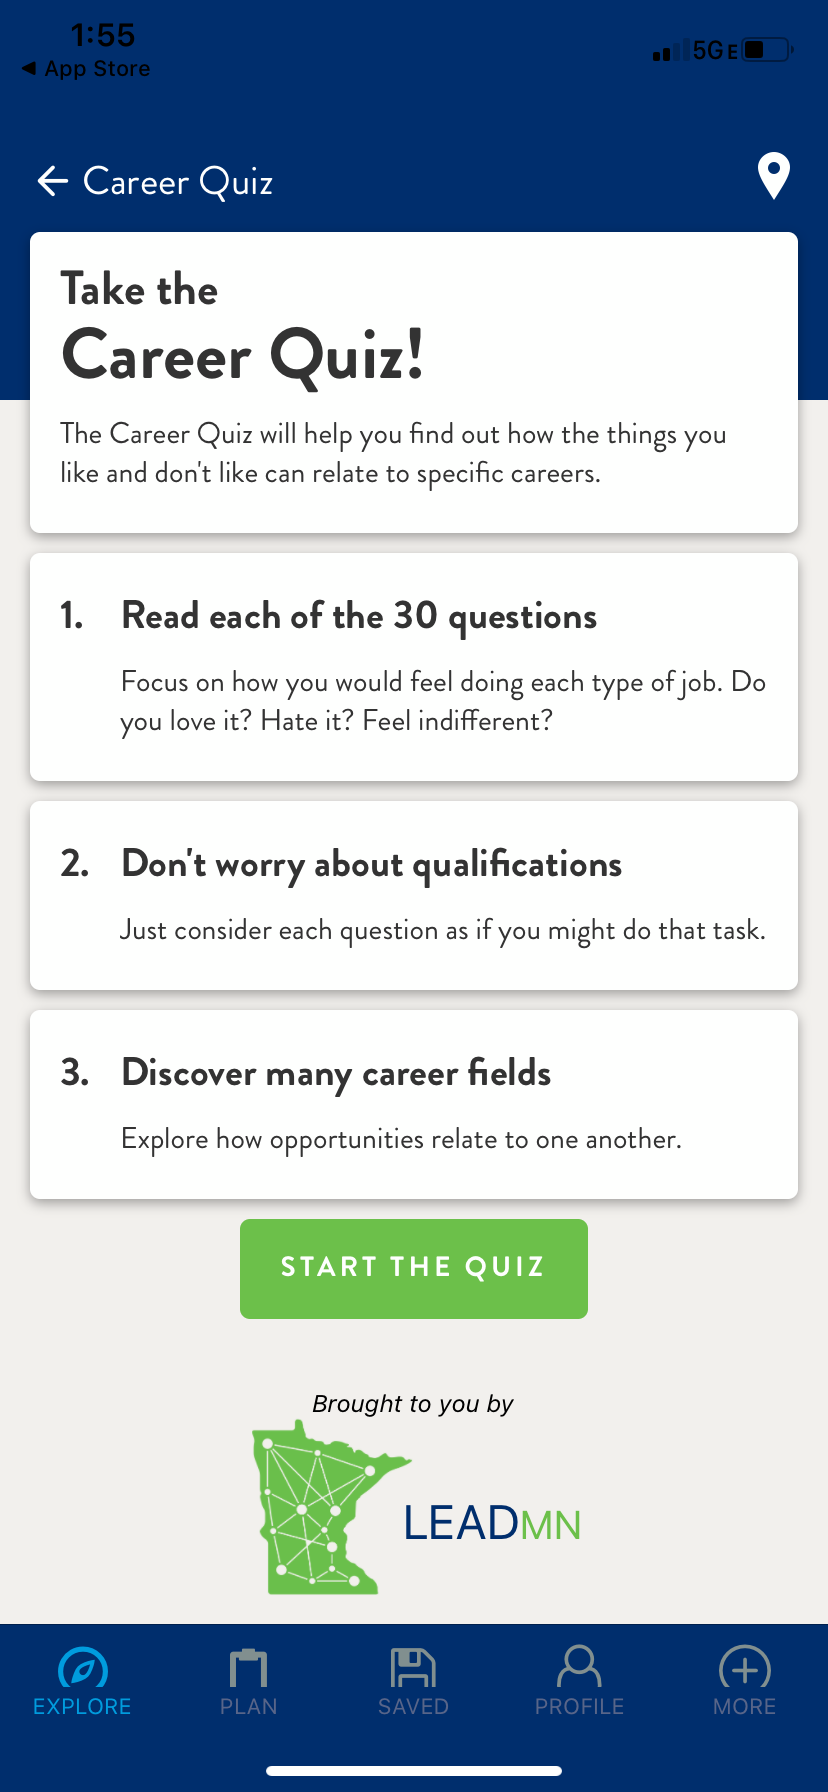 1:55
5GE
◀ App Store
← Career Quiz
Take the
Career Quiz!
The Career Quiz will help you find out how the things you
like and don't like can relate to specific careers.
1. Read each of the 30 questions
Focus on how you would feel doing each type of job. Do
you love it? Hate it? Feel indifferent?
2. Don't worry about qualifications
Just consider each question as if you might do that task.
3. Discover many career fields
Explore how opportunities relate to one another.
START THE QUIZ
Brought to you by
LEADMN
EXPLORE PLAN SAVED PROFILE MORE